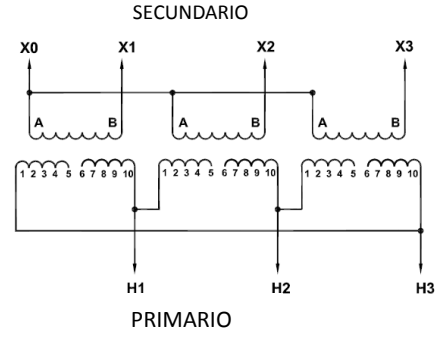 SECUNDARIO
X0 X1 X2 X3
A B A B A B
1 2 3 4 5 6 7 8 9 10 1 2 3 4 5 6 7 8 9 10 1 2 3 4 5 6 7 8 9 10
H1 H2 H3
PRIMARIO